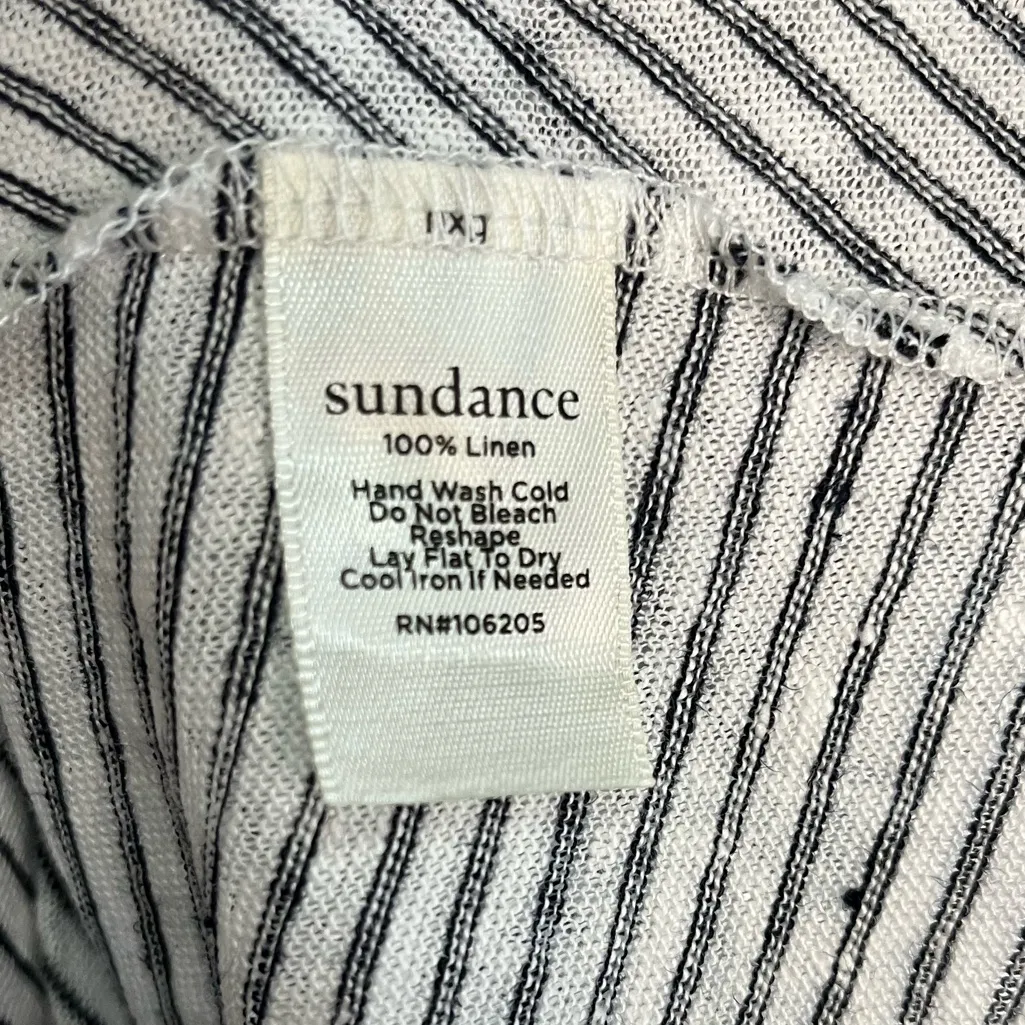 sundance
100% Linen
Hand Wash Cold
Do Not Bleach
Reshape
Lay Flat To Dry
Cool Iron If Needed
RN#106205